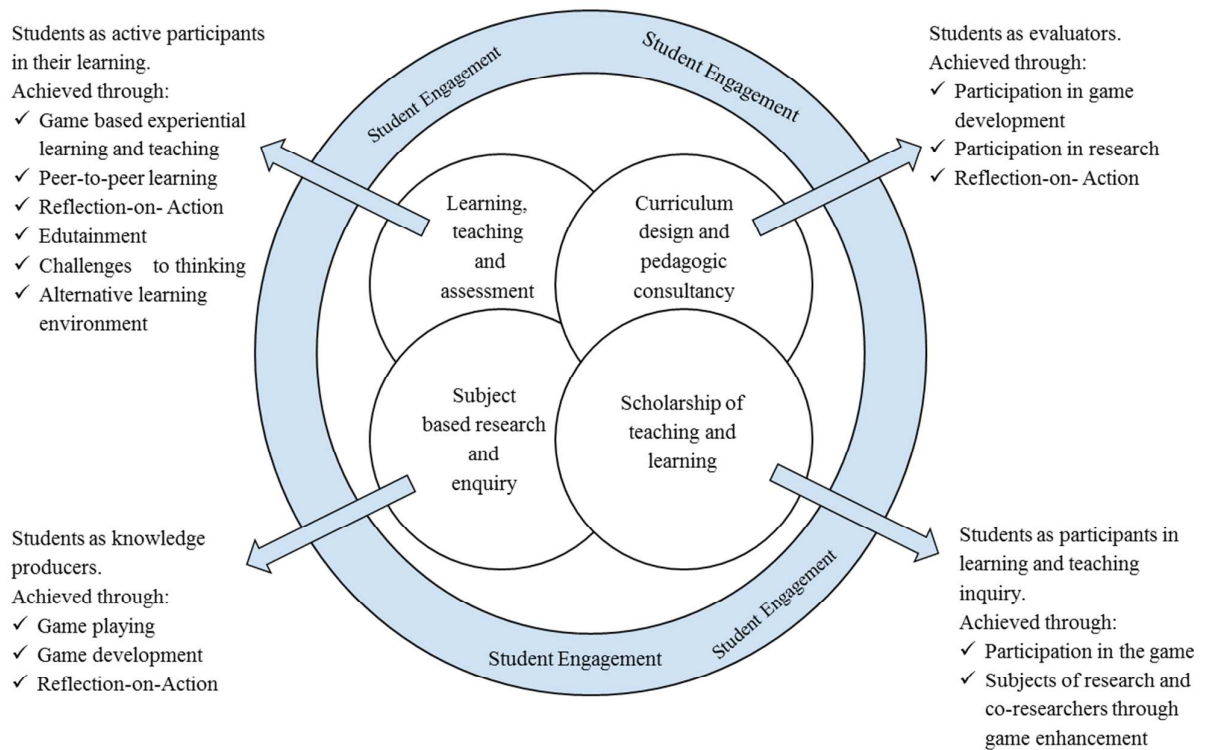 Students as active participants
in their learning.
Achieved through:
✓ Game based experiential
learning and teaching
✓ Peer-to-peer learning
✓ Reflection-on- Action
✓ Edutainment
✓ Challenges to thinking
✓ Alternative learning
environment
Student Engagement
Student Engagement
Students as evaluators.
Achieved through:
✓ Participation in game
development
✓ Participation in research
✓ Reflection-on- Action
Learning,
teaching
and
assessment
Curriculum
design and
pedagogic
consultancy
Subject
based research
and
enquiry
Scholarship of
teaching and
learning
Students as knowledge
producers.
Achieved through:
✓ Game playing
✓ Game development
✓ Reflection-on-Action
Student Engagement
Student Engagement
Students as participants in
learning and teaching
inquiry.
Achieved through:
✓ Participation in the game
✓ Subjects of research and
co-researchers through
game enhancement